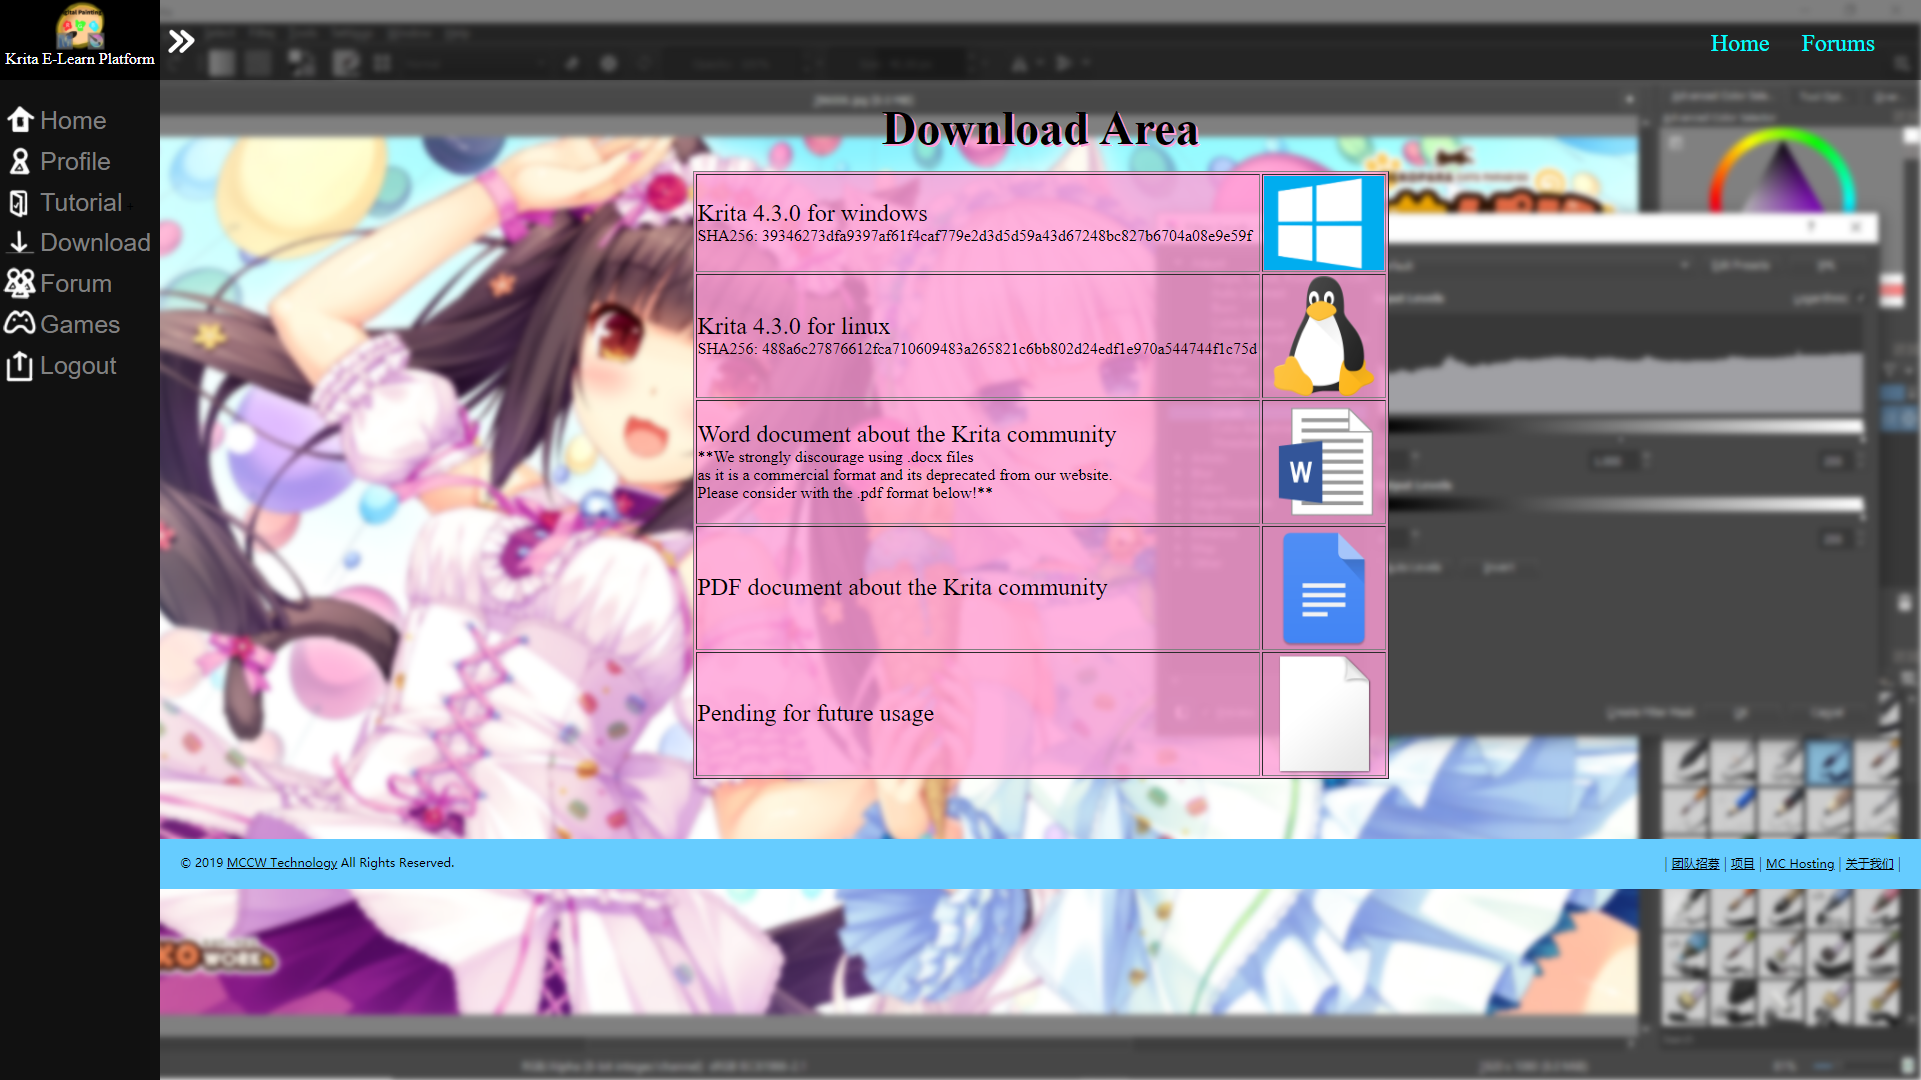 Krita E-Learn Platform
Home
Forums
Home
Profile
Tutorial
Download
Forum
Games
Logout
Download Area
Krita 4.3.0 for windows
SHA256: 39346273dfa9397af61f4caf779e2d3d5d59a43d67248bc827b6704a08e9e59f
Krita 4.3.0 for linux
SHA256: 488a6c27876612fca710609483a265821c6bb802d24edf1e970a544744f1c75d
Word document about the Krita community
**We strongly discourage using .docx files
as it is a commercial format and its deprecated from our website.
Please consider with the .pdf format below!**
W
PDF document about the Krita community
Pending for future usage
© 2019 MCCW Technology All Rights Reserved.
| 团队招募 | 项目 | MC Hosting | 关于我们 |